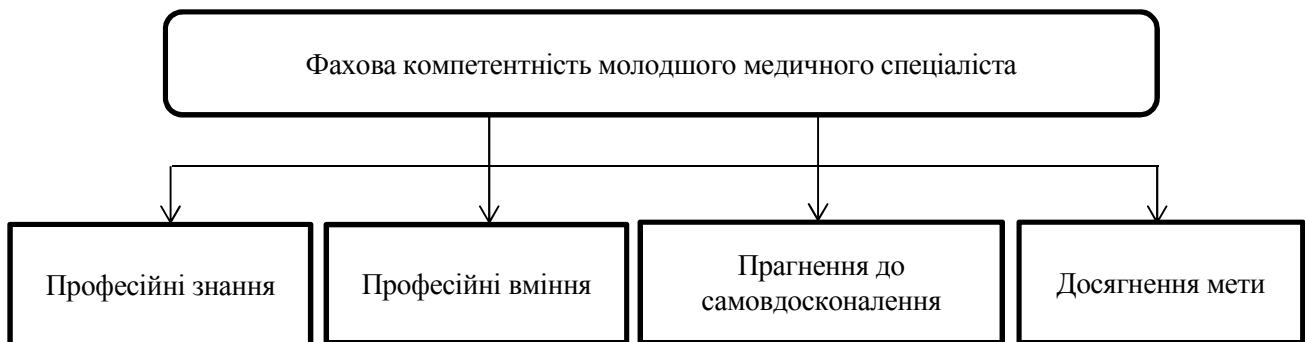 Фахова компетентність молодшого медичного спеціаліста
Професійні знання
Професійні вміння
Прагнення до
самовдосконалення
Досягнення мети